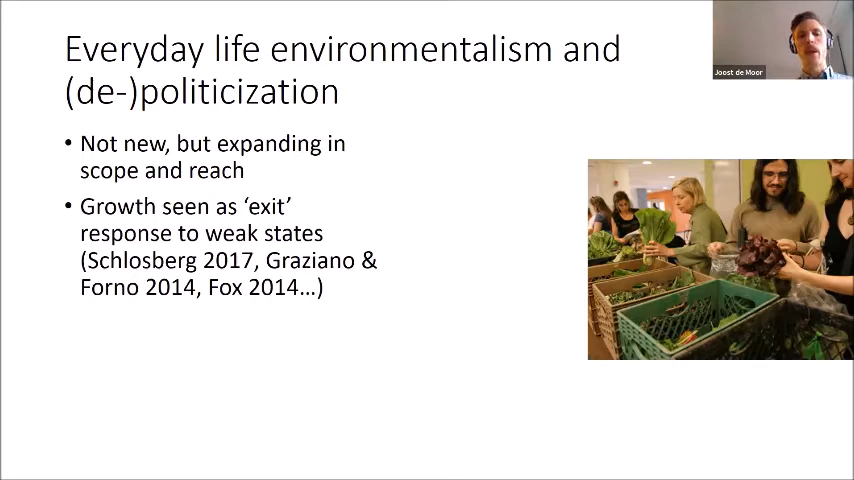 Everyday life environmentalism and
(de-)politicization
• Not new, but expanding in
scope and reach
• Growth seen as ‘exit’
response to weak states
(Schlosberg 2017, Graziano &
Forno 2014, Fox 2014…)
Joost de Moor